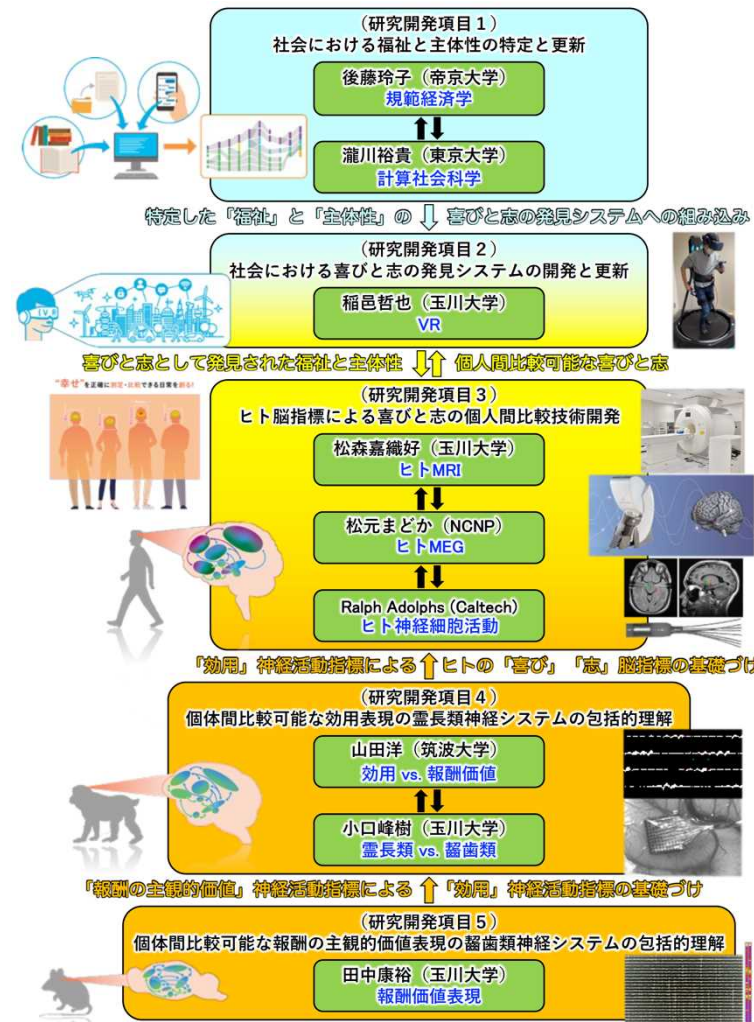 （研究開発項目１）
社会における福祉と主体性の特定と更新
後藤玲子（帝京大学）
規範経済学
瀧川裕貴（東京大学）
計算社会科学
特定した「福祉」と「主体性」の 喜びと志の発見システムへの組み込み
（研究開発項目２）
社会における喜びと志の発見システムの開発と更新
稲邑哲也（玉川大学）
VR
喜びと志として発見された福祉と主体性 個人間比較可能な喜びと志
"幸せ"を正確に測定・比較できる日常を創る!
（研究開発項目３）
ヒト脳指標による喜びと志の個人間比較技術開発
松森嘉織好（玉川大学）
ヒトMRI
松元まどか（NCNP）
ヒトMEG
Ralph Adolphs (Caltech)
ヒト神経細胞活動
「効用」神経活動指標による ヒトの「喜び」「志」脳指標の基礎づけ
（研究開発項目４）
個体間比較可能な効用表現の霊長類神経システムの包括的理解
山田洋（筑波大学）
効用 vs. 報酬価値
小口峰樹（玉川大学）
霊長類 vs. 齧歯類
「報酬の主観的価値」神経活動指標による 「効用」神経活動指標の基礎づけ
（研究開発項目５）
個体間比較可能な報酬の主観的価値表現の齧歯類神経システムの包括的理解
田中康裕（玉川大学）
報酬価値表現